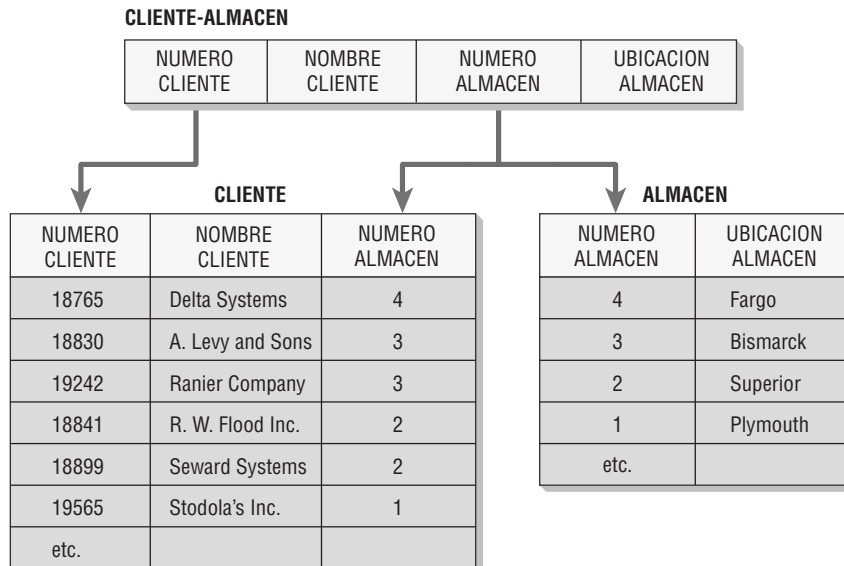 CLIENTE-ALMACEN
NUMERO CLIENTE NOMBRE CLIENTE NUMERO ALMACEN UBICACION ALMACEN
CLIENTE
NUMERO CLIENTE NOMBRE CLIENTE NUMERO ALMACEN
18765 Delta Systems 4
18830 A. Levy and Sons 3
19242 Ranier Company 3
18841 R. W. Flood Inc. 2
18899 Seward Systems 2
19565 Stodola's Inc. 1
etc.
ALMACEN
NUMERO ALMACEN UBICACION ALMACEN
4 Fargo
3 Bismarck
2 Superior
1 Plymouth
etc.